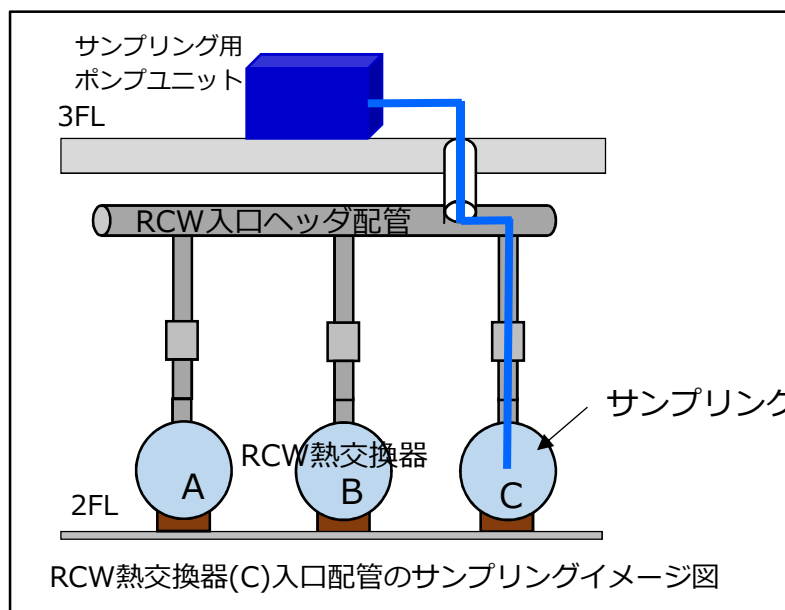 サンプリング用
ポンプユニット
3FL
RCW入口ヘッダ配管
サンプリング
RCW熱交換器
A
B
C
2FL
RCW熱交換器(C)入口配管のサンプリングイメージ図